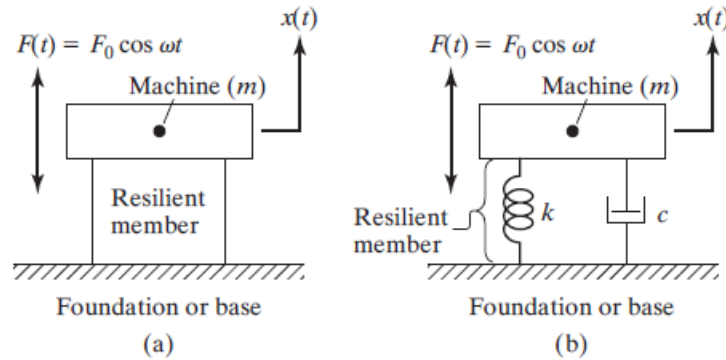 x(t)
F(t) = F₀ cos ωt
Machine (m)
Resilient
member
Foundation or base
(a)
x(t)
F(t) = F₀ cos ωt
Machine (m)
Resilient
member
k
c
Foundation or base
(b)